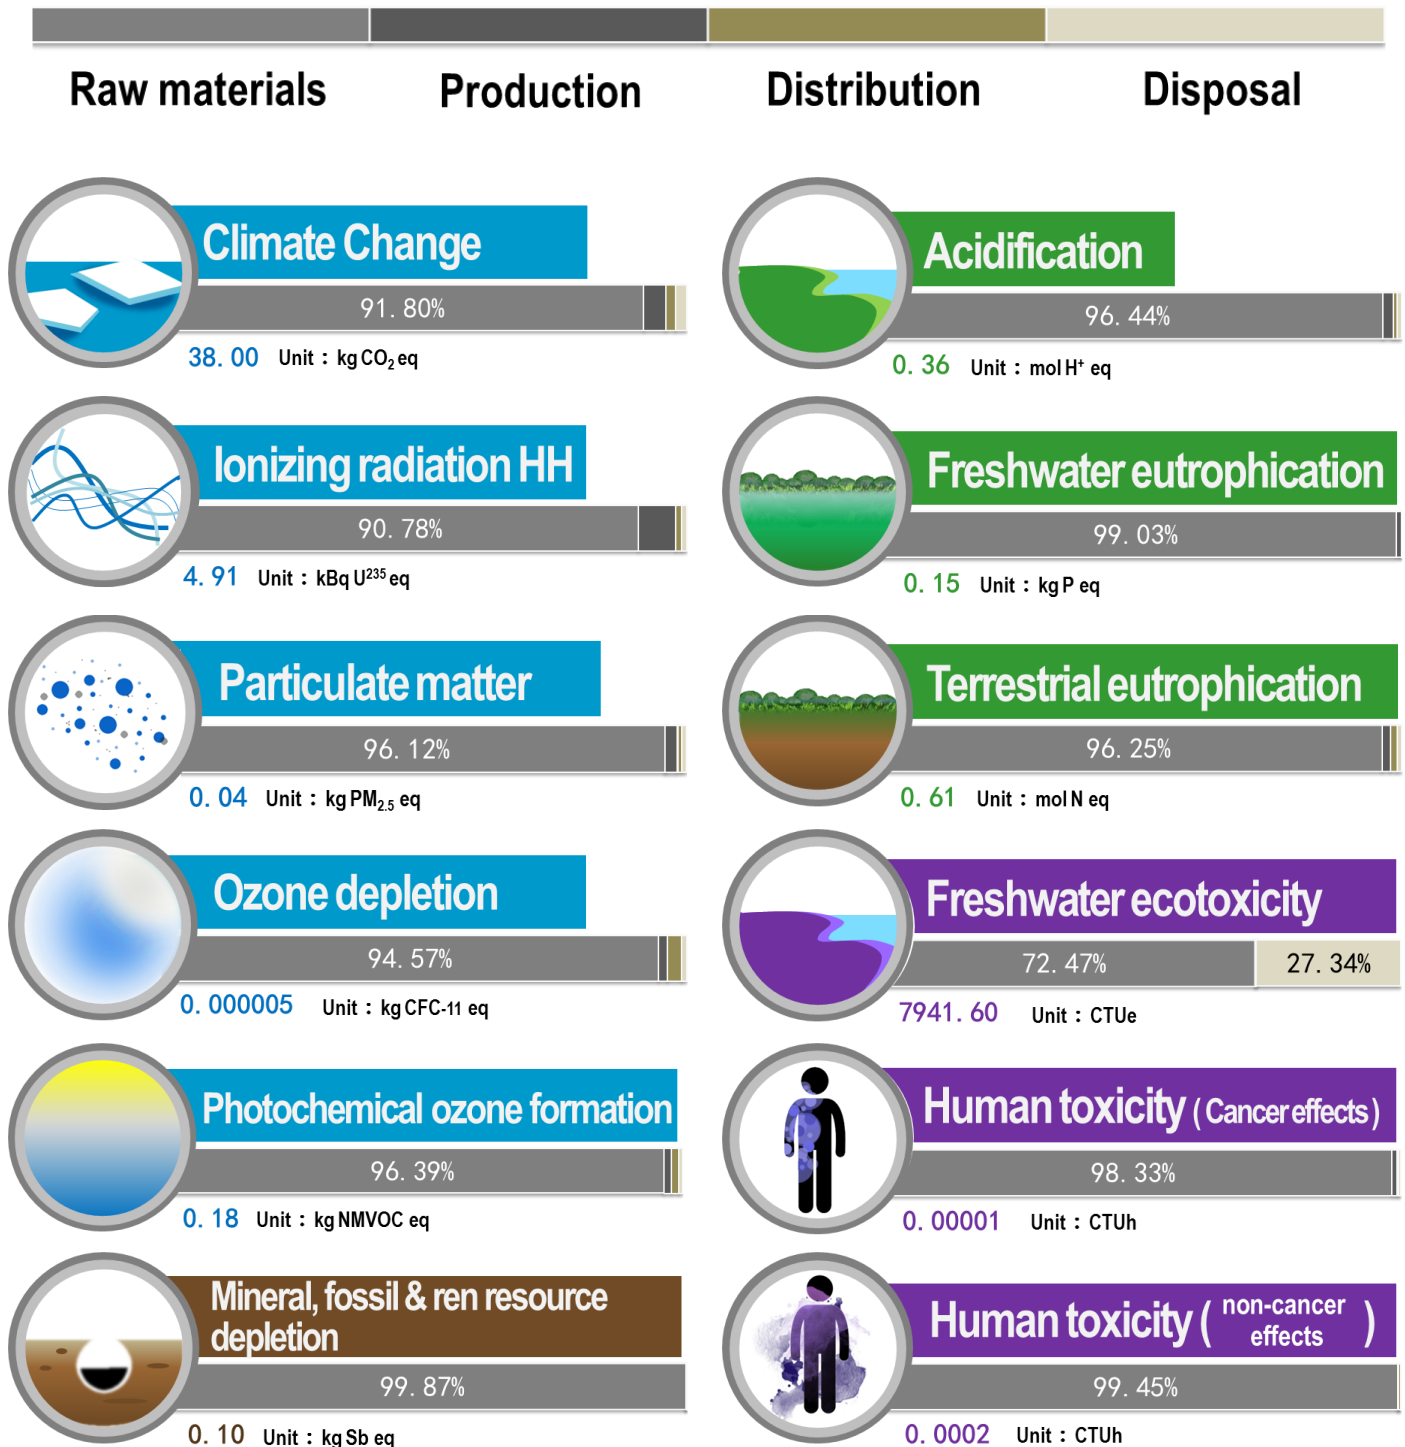 Raw materials
Production
Distribution
Disposal
Climate Change
91.80%
38.00 Unit : kg CO₂ eq
Ionizing radiation HH
90.78%
4.91 Unit : kBq U²³⁵ eq
Particulate matter
96.12%
0.04 Unit : kg PM₂.₅ eq
Ozone depletion
94.57%
0.000005 Unit : kg CFC-11 eq
Photochemical ozone formation
96.39%
0.18 Unit : kg NMVOC eq
Mineral, fossil & ren resource
depletion
99.87%
0.10 Unit : kg Sb eq
Acidification
96.44%
0.36 Unit : mol H⁺ eq
Freshwater eutrophication
99.03%
0.15 Unit : kg P eq
Terrestrial eutrophication
96.25%
0.61 Unit : mol N eq
Freshwater ecotoxicity
72.47% 27.34%
7941.60 Unit : CTUe
Human toxicity ( Cancer effects )
98.33%
0.00001 Unit : CTUh
Human toxicity ( non-cancer
effects )
99.45%
0.0002 Unit : CTUh